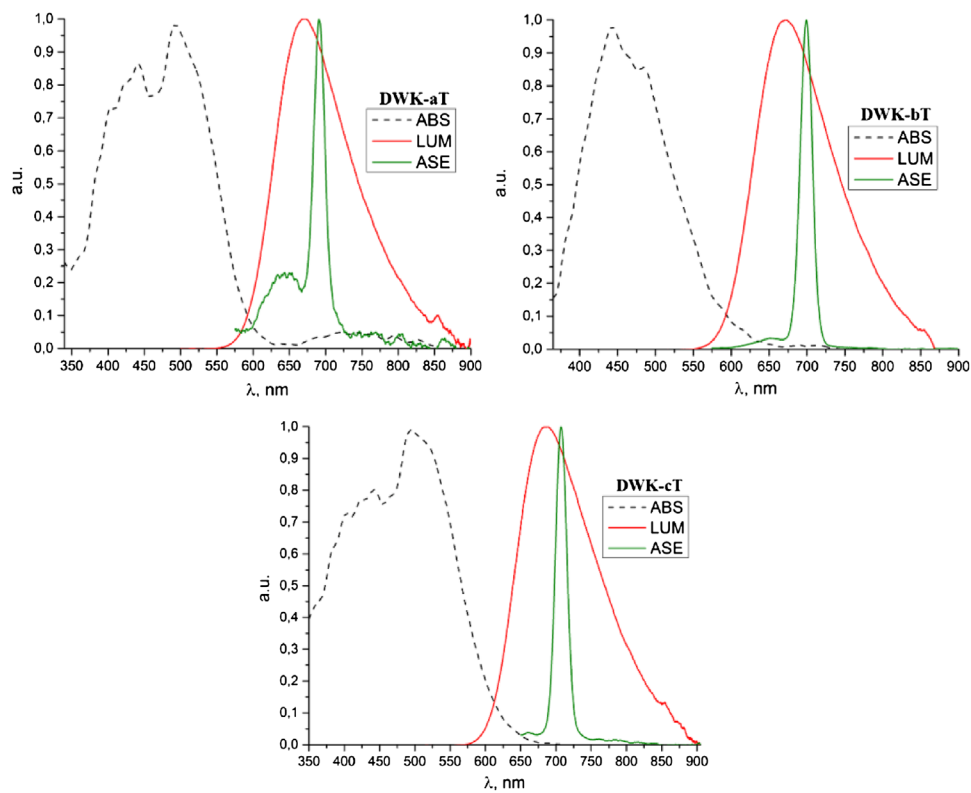 1,0
0,9
0,8
0,7
0,6
0,5
0,4
0,3
0,2
0,1
0,0
a.u.
350 400 450 500 550 600 650 700 750 800 850 900
λ, nm
DWK-aT
ABS
LUM
ASE
1,0
0,9
0,8
0,7
0,6
0,5
0,4
0,3
0,2
0,1
0,0
a.u.
400 450 500 550 600 650 700 750 800 850 900
λ, nm
DWK-bT
ABS
LUM
ASE
1,0
0,9
0,8
0,7
0,6
0,5
0,4
0,3
0,2
0,1
0,0
a.u.
350 400 450 500 550 600 650 700 750 800 850 900
λ, nm
DWK-cT
ABS
LUM
ASE